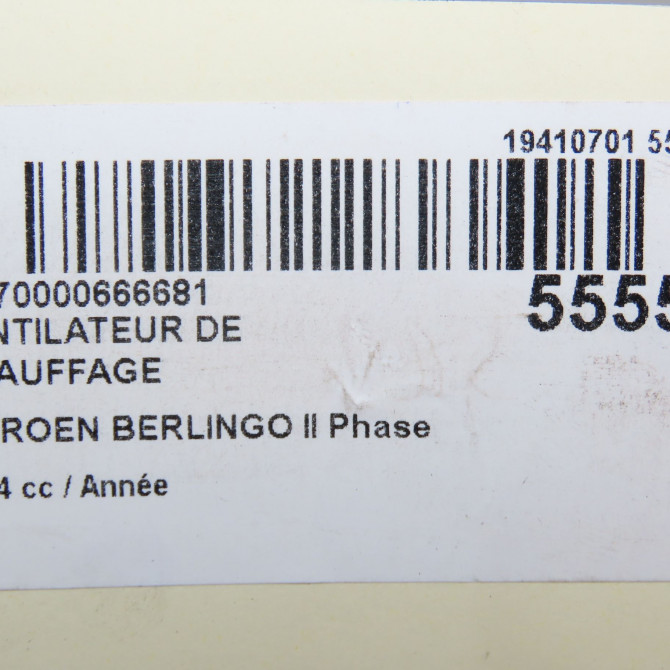 19410701 55
70000666681
5555
NTILATEUR DE
AUFFAGE
ROEN BERLINGO II Phase
4 cc / Année